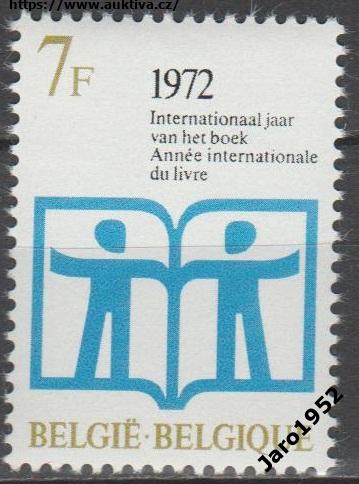 https://www.auktiva.cz/
7F
1972
Internationaal jaar
van het boek
Année internationale
du livre
BELGIË·BELGIQUE
Jaro1952